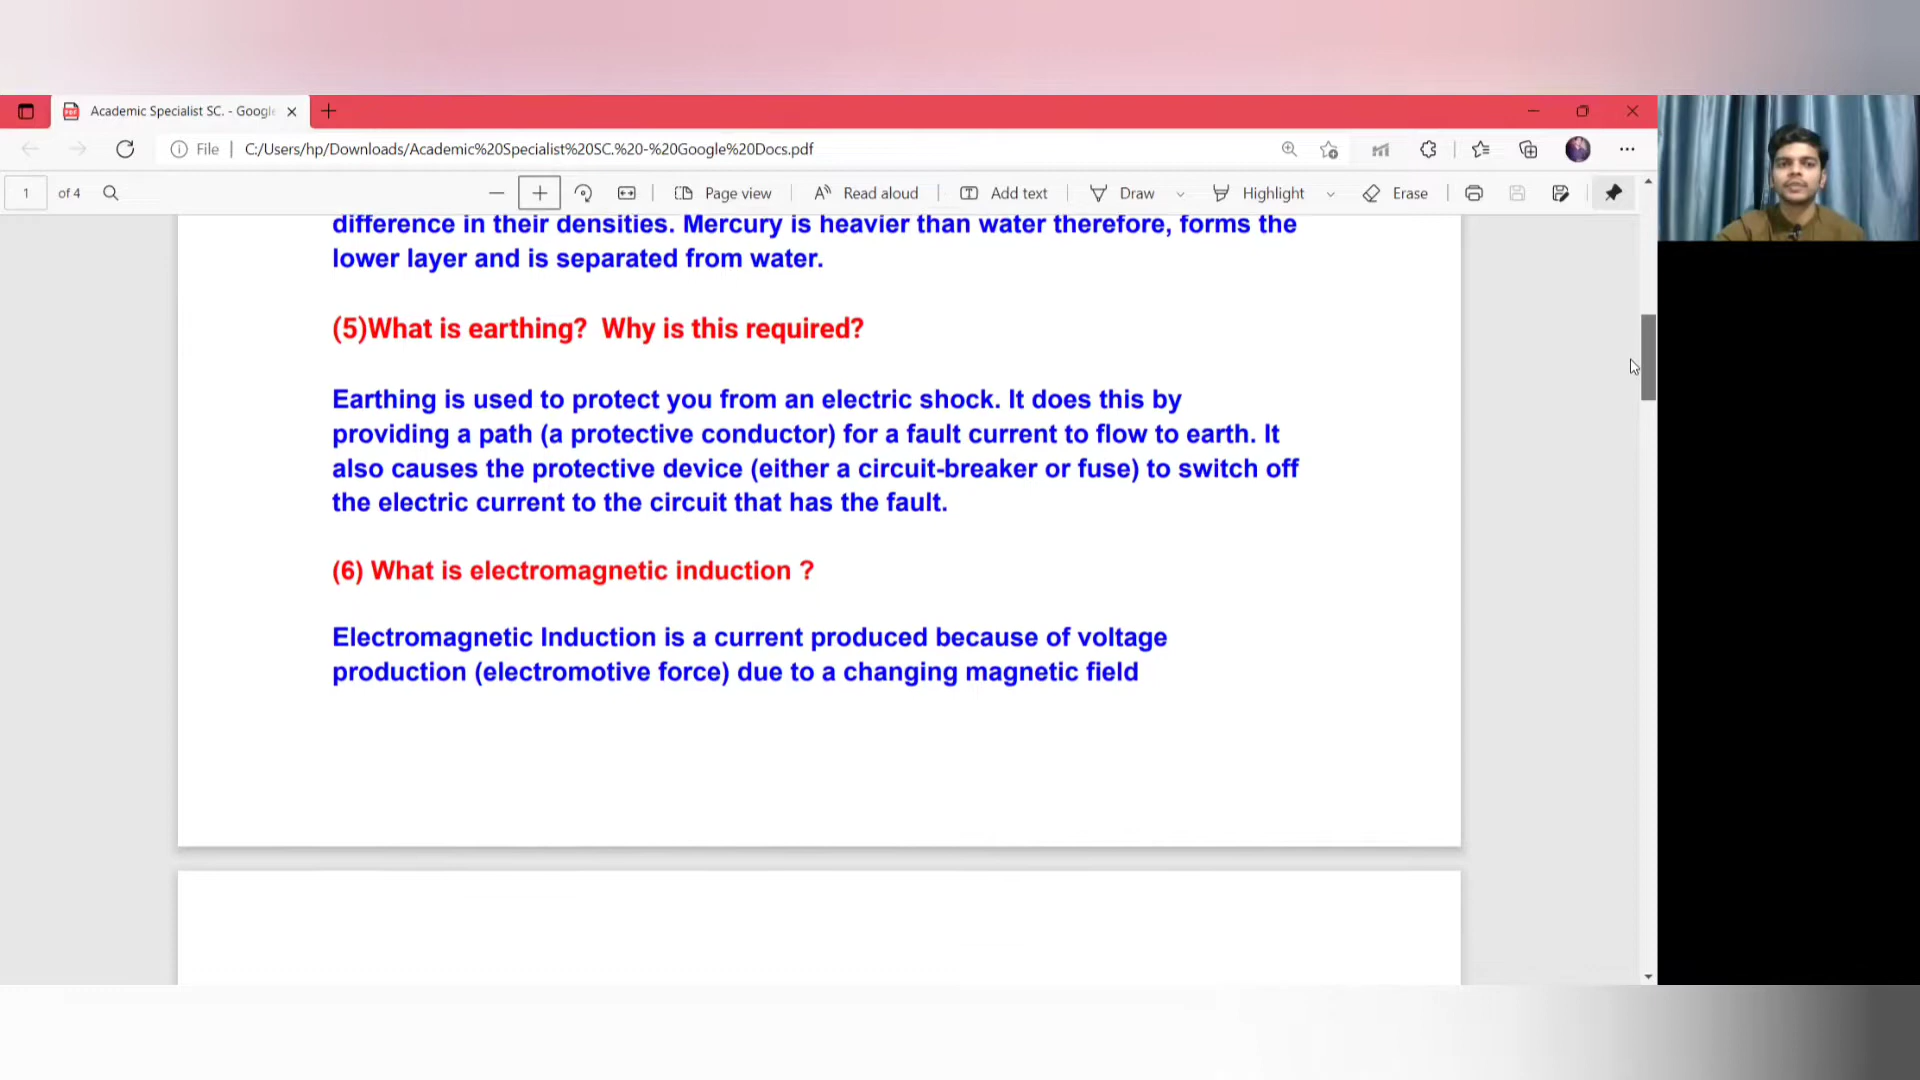 Academic Specialist SC. - Google
File
C:/Users/hp/Downloads/Academic%20Specialist%20SC.%20-%20Google%20Docs.pdf
1 of 4
Page view
Read aloud
Add text
Draw
Highlight
Erase
difference in their densities. Mercury is heavier than water therefore, forms the
lower layer and is separated from water.
(5)What is earthing?  Why is this required?
Earthing is used to protect you from an electric shock. It does this by
providing a path (a protective conductor) for a fault current to flow to earth. It
also causes the protective device (either a circuit-breaker or fuse) to switch off
the electric current to the circuit that has the fault.
(6) What is electromagnetic induction ?
Electromagnetic Induction is a current produced because of voltage
production (electromotive force) due to a changing magnetic field